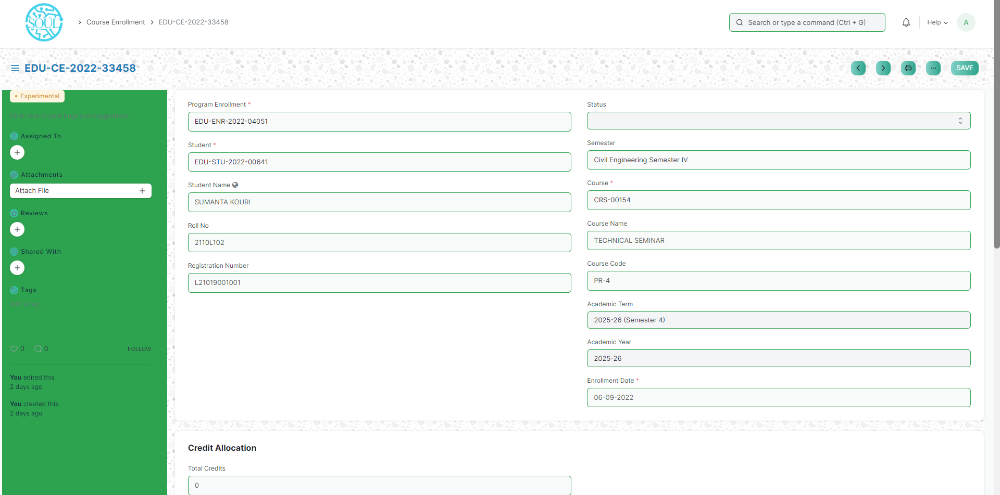 SOUL
Course Enrollment
EDU-CE-2022-33458
Search or type a command (Ctrl + G)
Help
A
EDU-CE-2022-33458
SAVE
Experimental
Click here to post bugs and suggestions
Assigned To
Attachments
Attach File
Reviews
Shared With
Tags
Add a tag ...
0 · 0
FOLLOW
You edited this
2 days ago
You created this
2 days ago
Program Enrollment *
EDU-ENR-2022-04051
Student *
EDU-STU-2022-00641
Student Name
SUMANTA KOURI
Roll No
2110L102
Registration Number
L21019001001
Status
Semester
Civil Engineering Semester IV
Course *
CRS-00154
Course Name
TECHNICAL SEMINAR
Course Code
PR-4
Academic Term
2025-26 (Semester 4)
Academic Year
2025-26
Enrollment Date *
06-09-2022
Credit Allocation
Total Credits
0